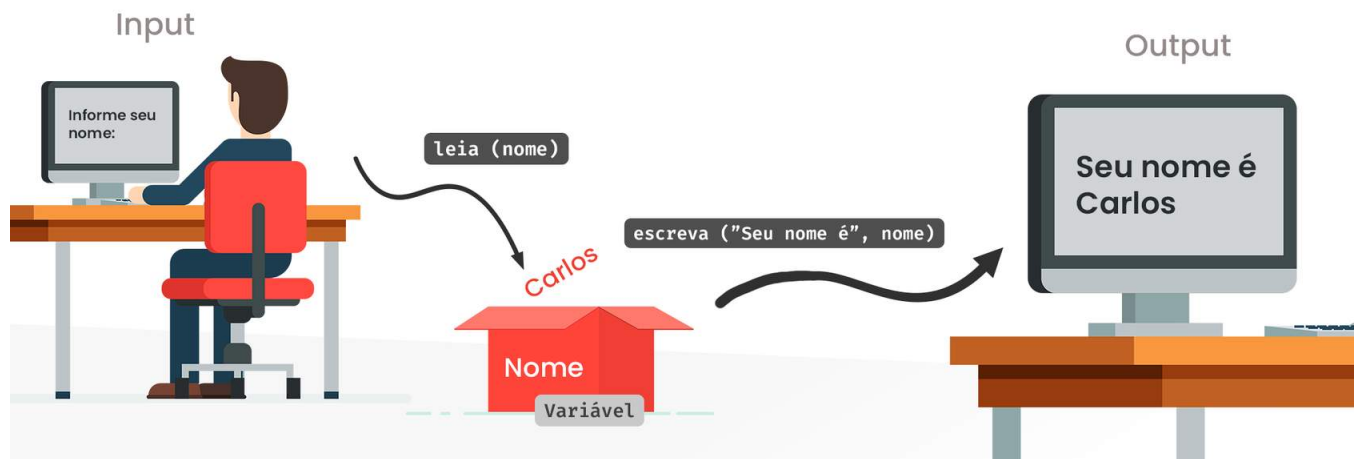 Input
Informe seu
nome:
leia (nome)
Carlos
Nome
Variável
escreva (”Seu nome é”, nome)
Output
Seu nome é
Carlos